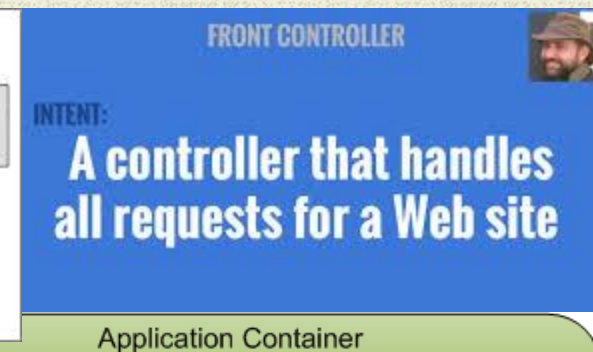 FRONT CONTROLLER
INTENT:
A controller that handles
all requests for a Web site
Application Container